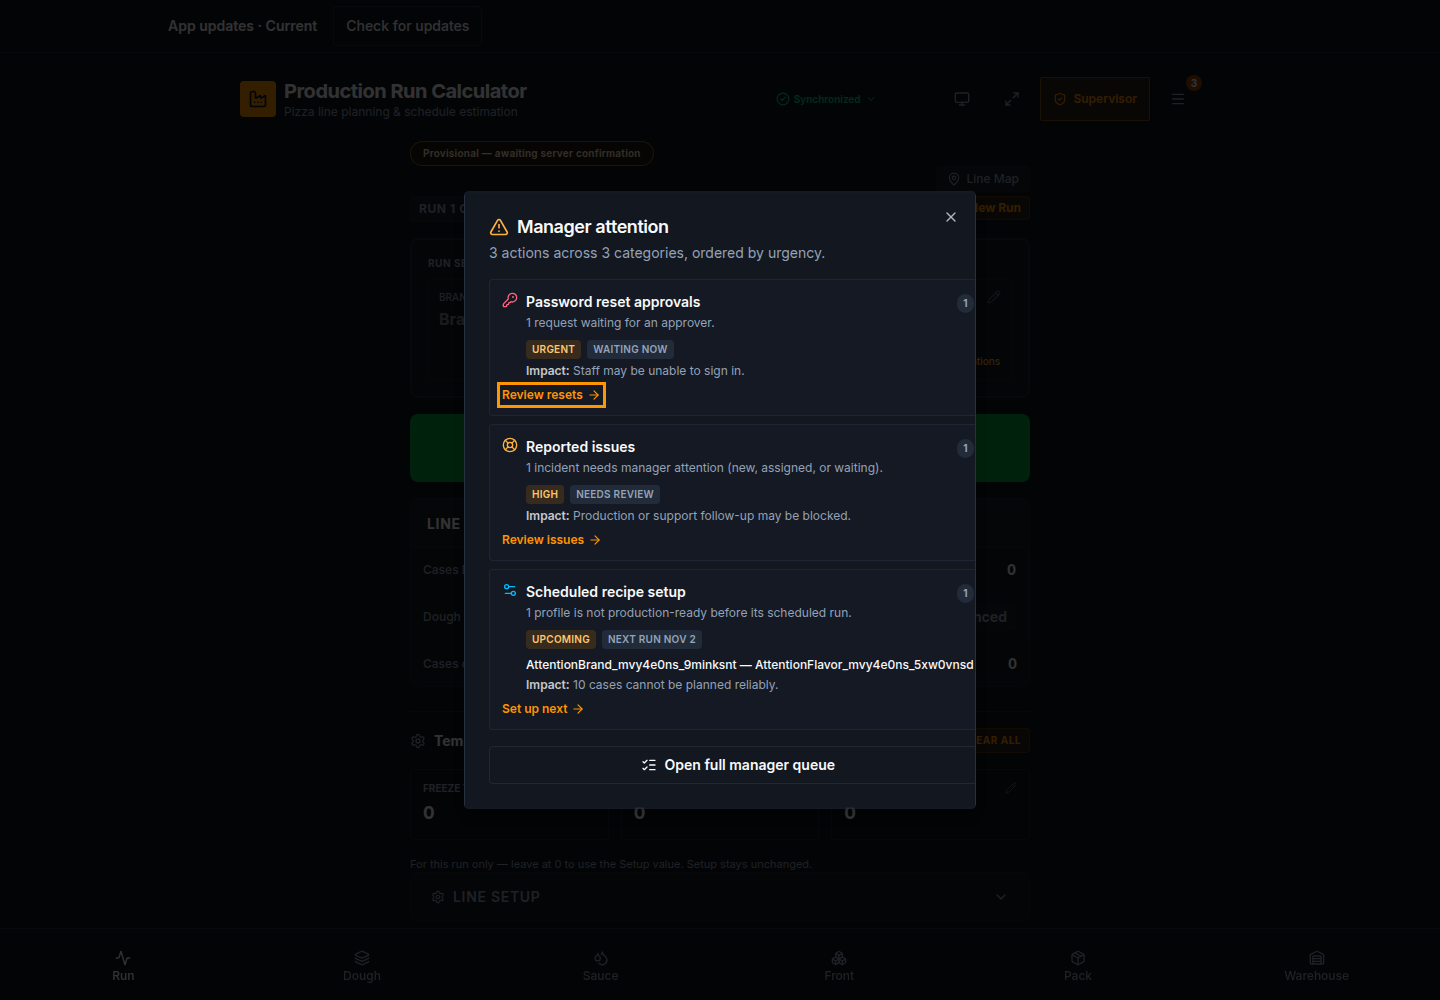 App updates · Current
Check for updates
Production Run Calculator
Pizza line planning & schedule estimation
Synchronized
Supervisor
3
Provisional — awaiting server confirmation
Line Map
RUN 1
Run
Manager attention
3 actions across 3 categories, ordered by urgency.
Password reset approvals
1
1 request waiting for an approver.
URGENT
WAITING NOW
Impact: Staff may be unable to sign in.
Review resets
Reported issues
1
1 incident needs manager attention (new, assigned, or waiting).
HIGH
NEEDS REVIEW
Impact: Production or support follow-up may be blocked.
Review issues
Scheduled recipe setup
1
1 profile is not production-ready before its scheduled run.
UPCOMING
NEXT RUN NOV 2
AttentionBrand_mvy4e0ns_9minksnt — AttentionFlavor_mvy4e0ns_5xw0vnsd
Impact: 10 cases cannot be planned reliably.
Set up next
Open full manager queue
LINE
Cases
0
Dough
Cases
0
ALL
FREEZE
0
0
0
For this run only — leave at 0 to use the Setup value. Setup stays unchanged.
LINE SETUP
Run
Dough
Sauce
Front
Pack
Warehouse